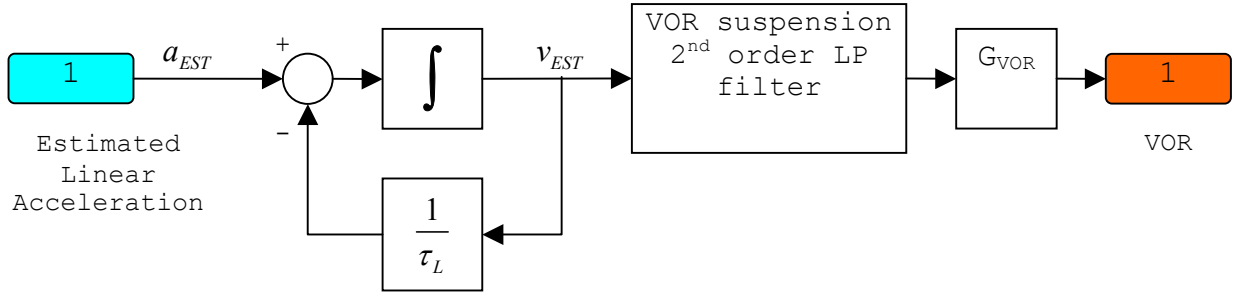 VOR suspension
2nd order LP
filter
1
a_EST
+
∫
v_EST
G_VOR
1
−
Estimated
Linear
Acceleration
VOR
1
τ_L